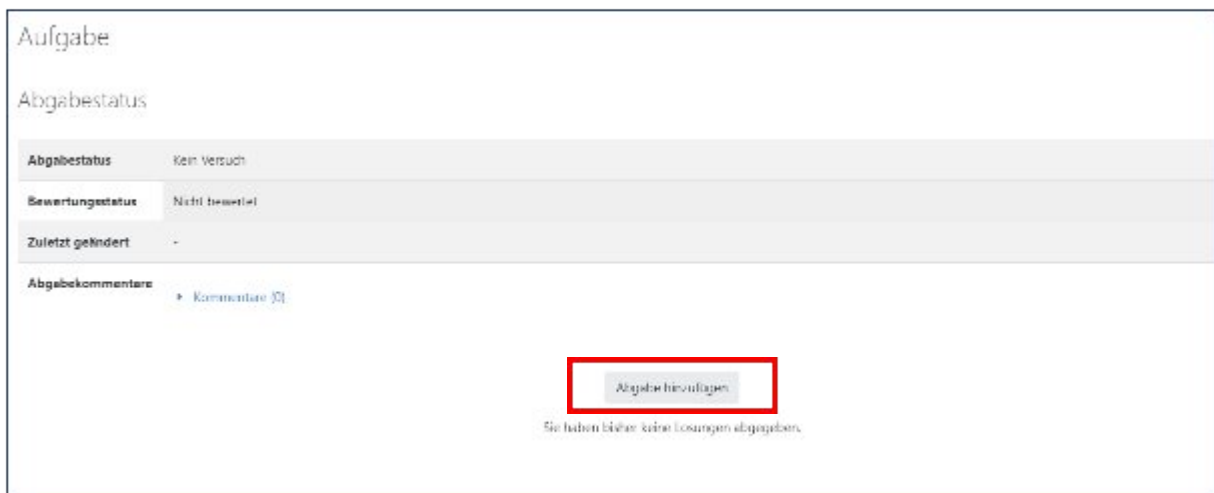 Aufgabe
Abgabestatus
Abgabestatus Kein Versuch
Bewertungsstatus Nicht bewertet
Zuletzt geändert -
Abgabekommentare Kommentare (0)
Abgabe hinzufügen
Sie haben bisher keine Lösungen abgegeben.